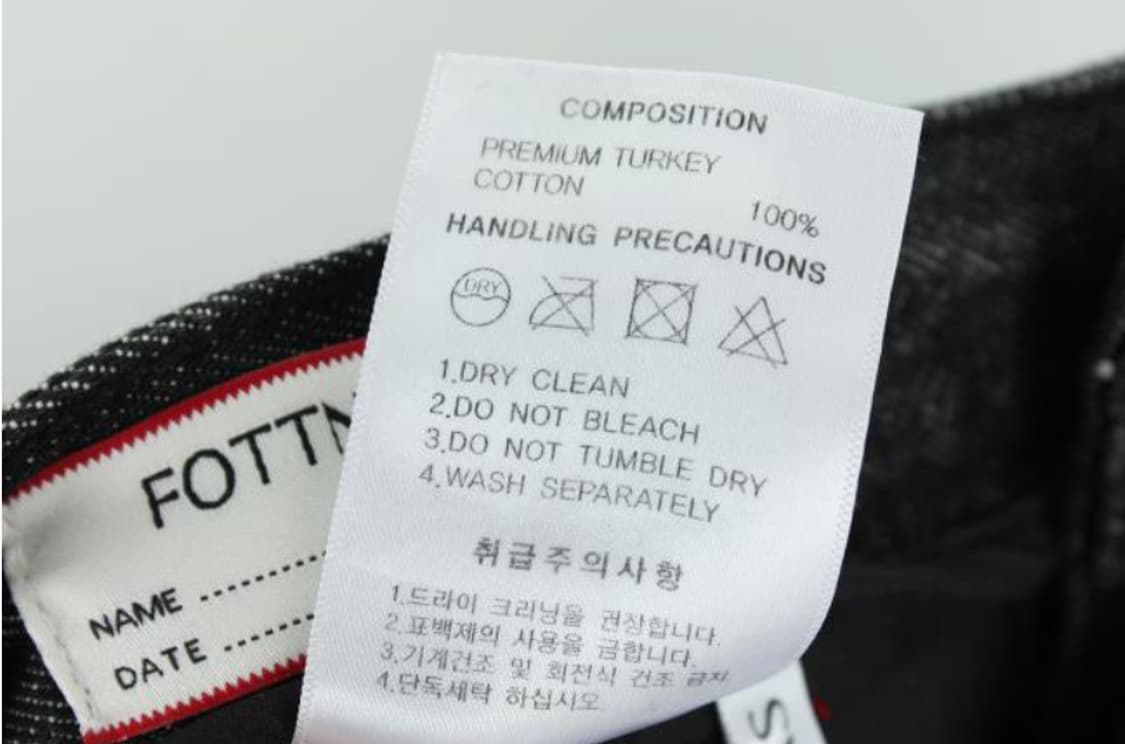 COMPOSITION
PREMIUM TURKEY
COTTON
100%
HANDLING PRECAUTIONS
DRY
1.DRY CLEAN
2.DO NOT BLEACH
3.DO NOT TUMBLE DRY
4.WASH SEPARATELY
취급주의사항
1.드라이 크리닝을 권장합니다.
2.표백제의 사용을 금합니다.
3.기계건조 및 회전식 건조 금지.
4.단독세탁 하십시오.
FOTTN
NAME
DATE
S